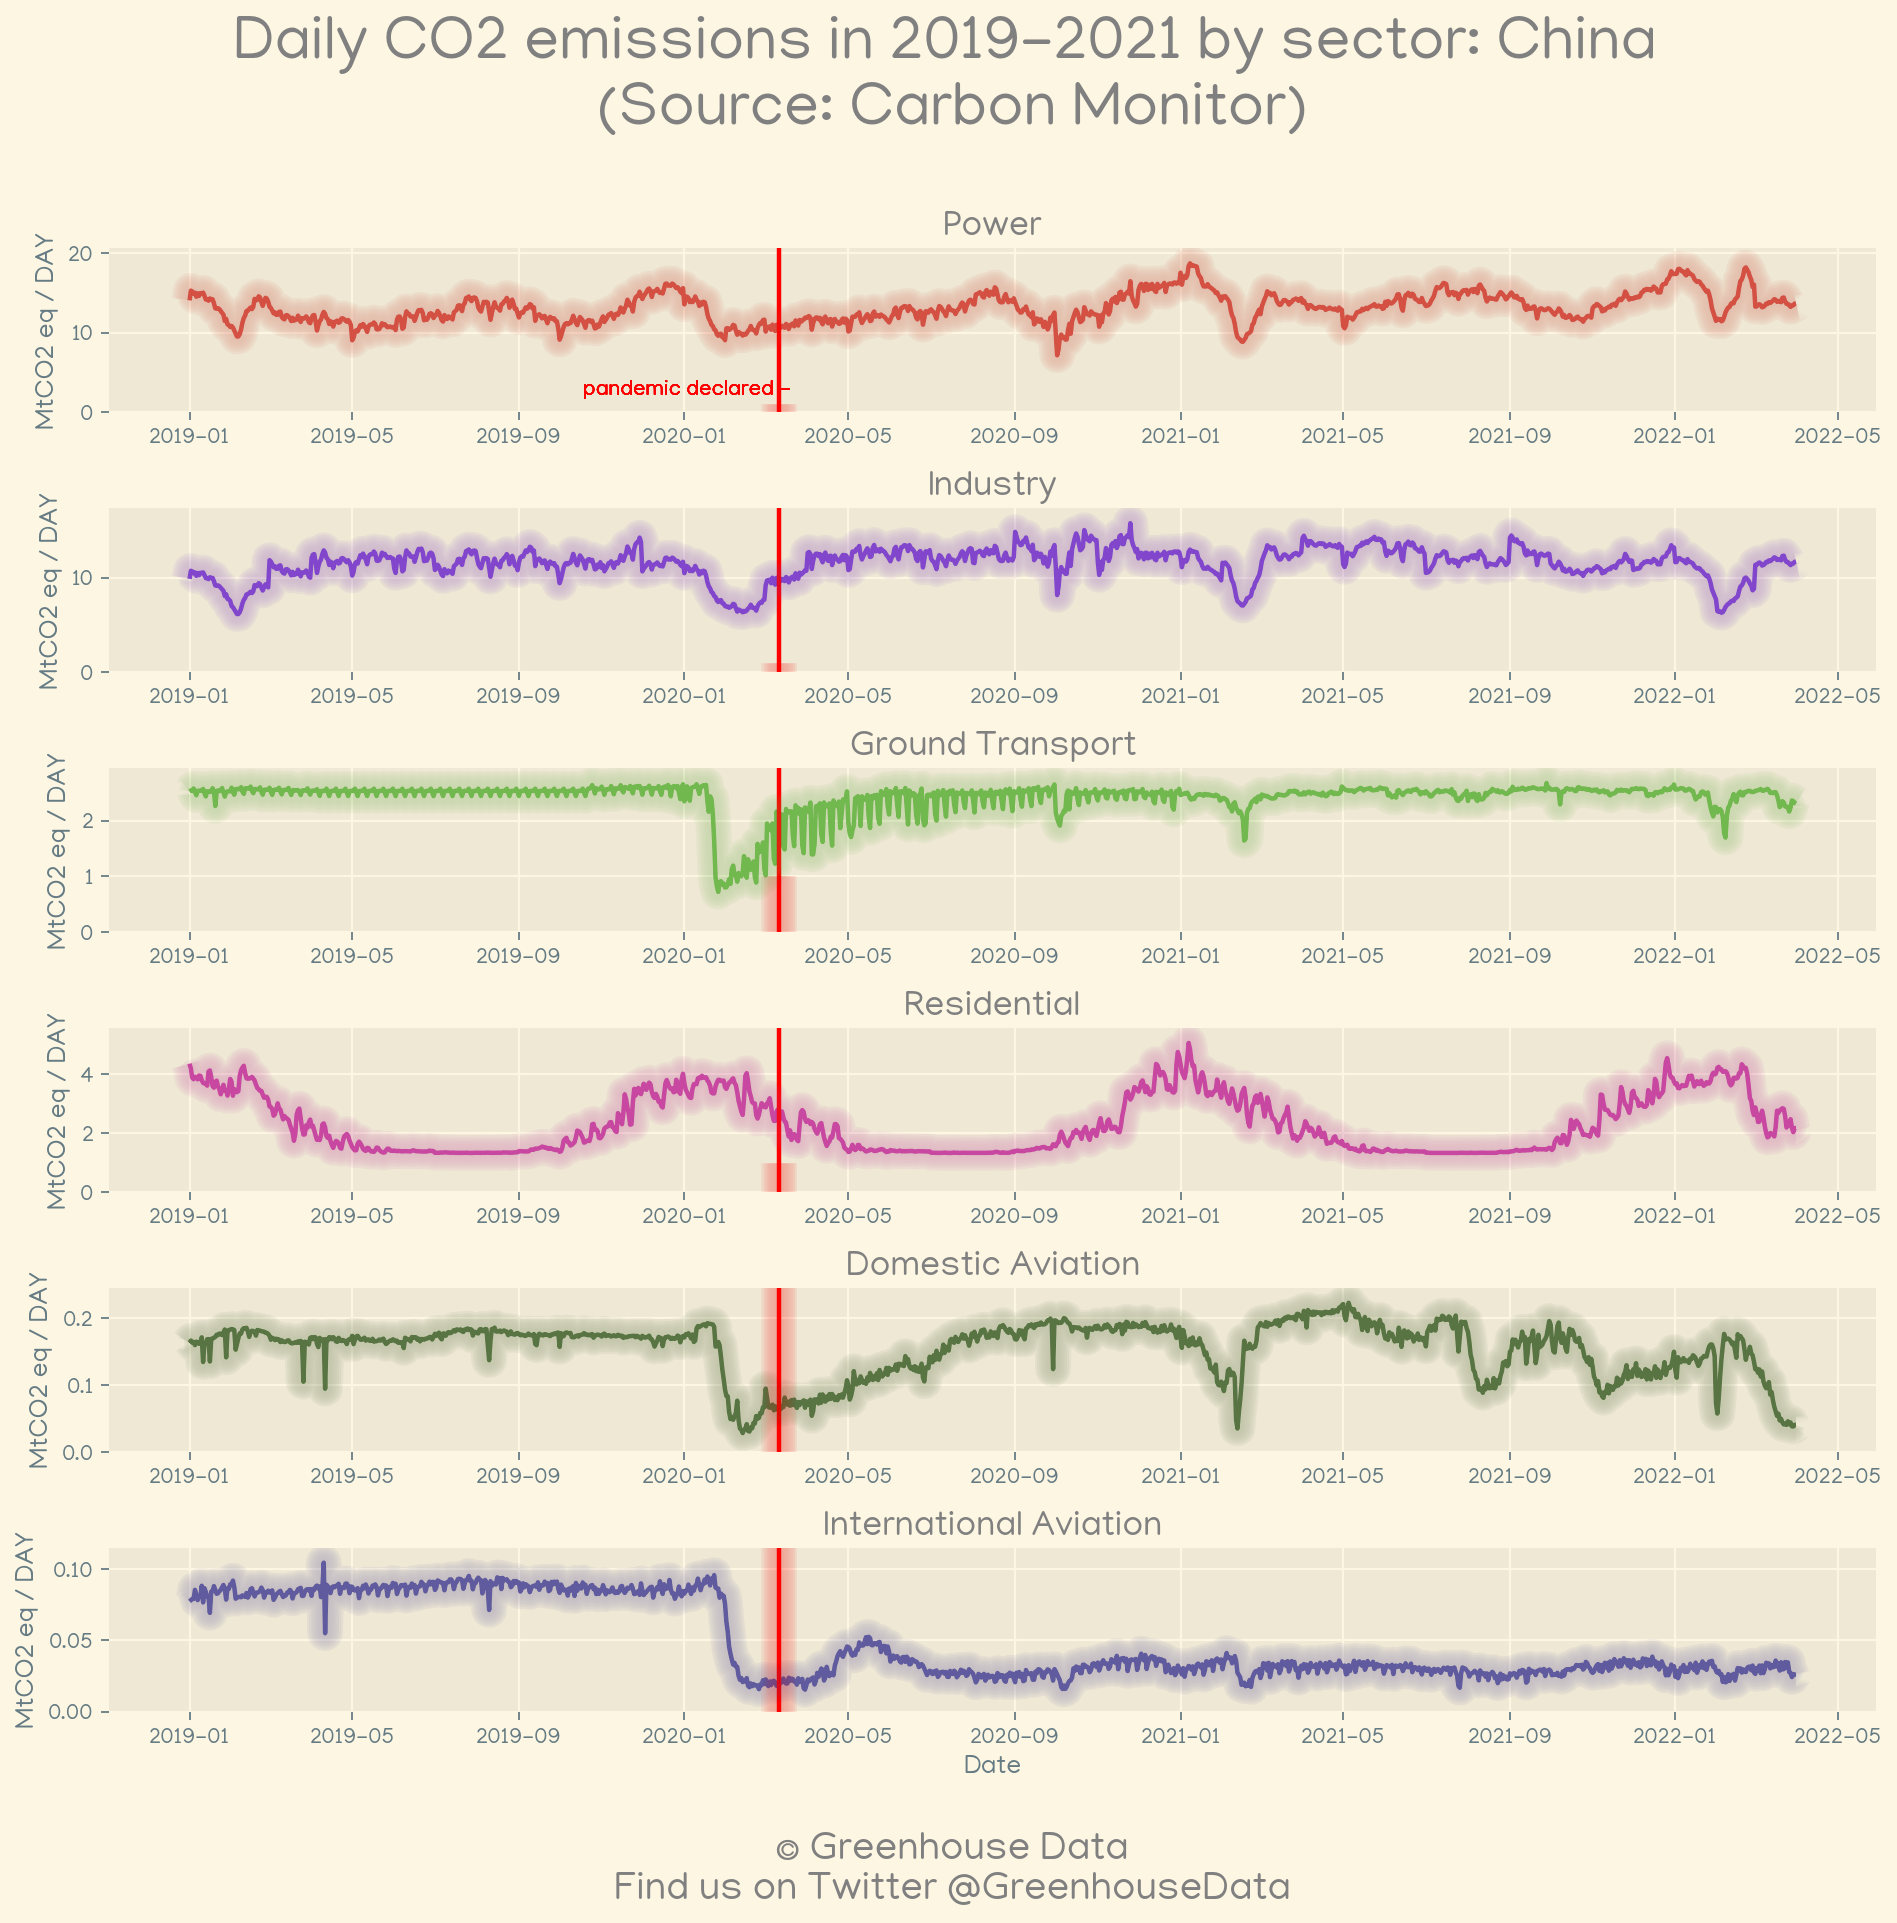 Daily CO2 emissions in 2019-2021 by sector: China
(Source: Carbon Monitor)
Power
MtCO2 eq / DAY
20
10
0
pandemic declared
2019-01 2019-05 2019-09 2020-01 2020-05 2020-09 2021-01 2021-05 2021-09 2022-01 2022-05
Industry
MtCO2 eq / DAY
10
0
2019-01 2019-05 2019-09 2020-01 2020-05 2020-09 2021-01 2021-05 2021-09 2022-01 2022-05
Ground Transport
MtCO2 eq / DAY
2
1
0
2019-01 2019-05 2019-09 2020-01 2020-05 2020-09 2021-01 2021-05 2021-09 2022-01 2022-05
Residential
MtCO2 eq / DAY
4
2
0
2019-01 2019-05 2019-09 2020-01 2020-05 2020-09 2021-01 2021-05 2021-09 2022-01 2022-05
Domestic Aviation
MtCO2 eq / DAY
0.2
0.1
0.0
2019-01 2019-05 2019-09 2020-01 2020-05 2020-09 2021-01 2021-05 2021-09 2022-01 2022-05
International Aviation
MtCO2 eq / DAY
0.10
0.05
0.00
2019-01 2019-05 2019-09 2020-01 2020-05 2020-09 2021-01 2021-05 2021-09 2022-01 2022-05
Date
© Greenhouse Data
Find us on Twitter @GreenhouseData